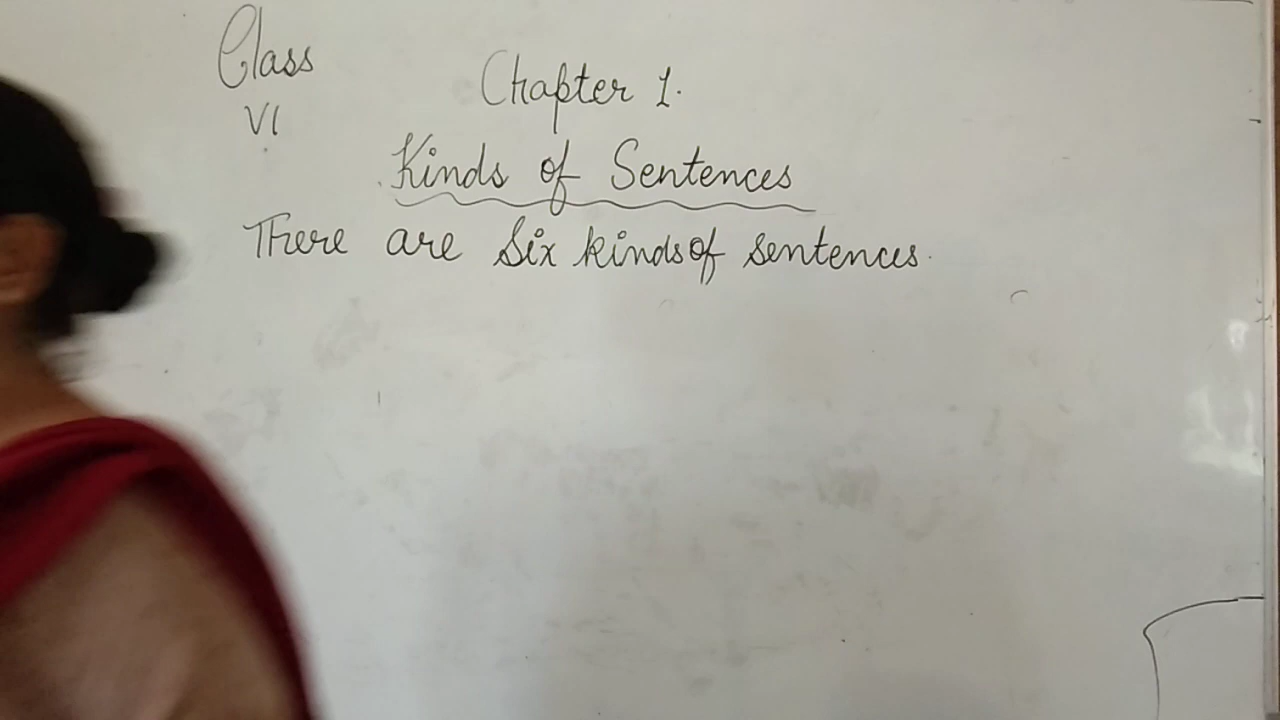 Class
VI
Chapter 1.
Kinds of Sentences
There are Six kinds of sentences.